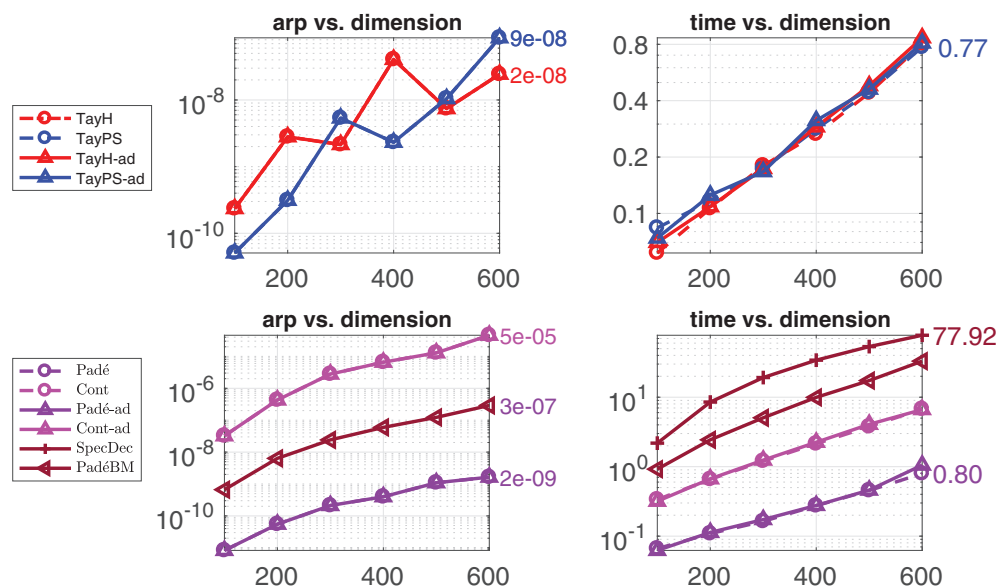 arp vs. dimension
time vs. dimension
TayH
TayPS
TayH-ad
TayPS-ad
10^-8
10^-10
200
400
600
9e-08
2e-08
0.8
0.4
0.2
0.1
200
400
600
0.77
arp vs. dimension
time vs. dimension
Padé
Cont
Padé-ad
Cont-ad
SpecDec
PadéBM
10^-6
10^-8
10^-10
200
400
600
5e-05
3e-07
2e-09
10^1
10^0
10^-1
200
400
600
77.92
0.80